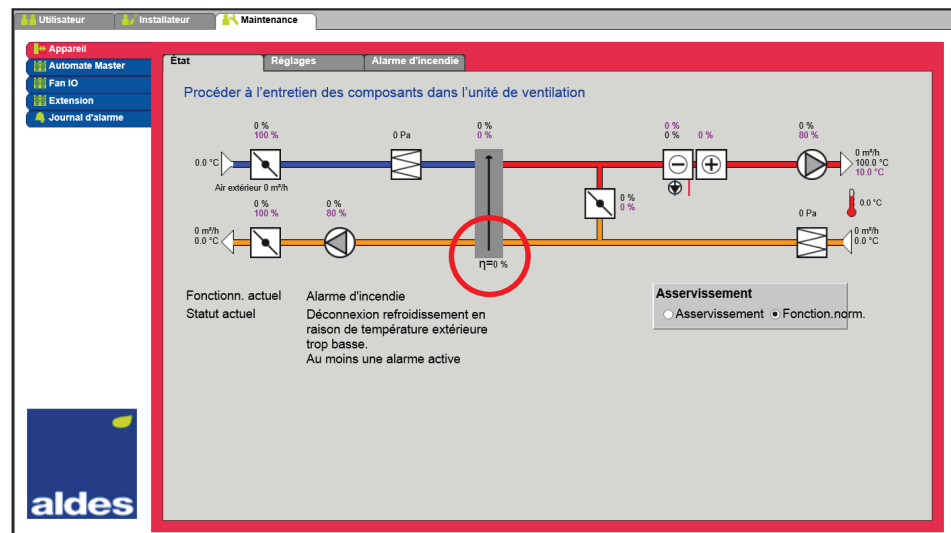 Utilisateur
Installateur
Maintenance
Appareil
Automate Master
Fan IO
Extension
Journal d'alarme
État
Réglages
Alarme d'incendie
Procéder à l'entretien des composants dans l'unité de ventilation
0 %
100 %
0 Pa
0 %
0 %
0 %
0 %
0 %
0 %
80 %
0.0 °C
0 m³/h
100.0 °C
10.0 °C
Air extérieur 0 m³/h
0 %
100 %
0 %
80 %
0 %
0 %
0.0 °C
0 Pa
0 m³/h
0.0 °C
0 m³/h
0.0 °C
η=0 %
Fonctionn. actuel Alarme d'incendie
Statut actuel Déconnexion refroidissement en
raison de température extérieure
trop basse.
Au moins une alarme active
Asservissement
Asservissement Fonction.norm.
aldes